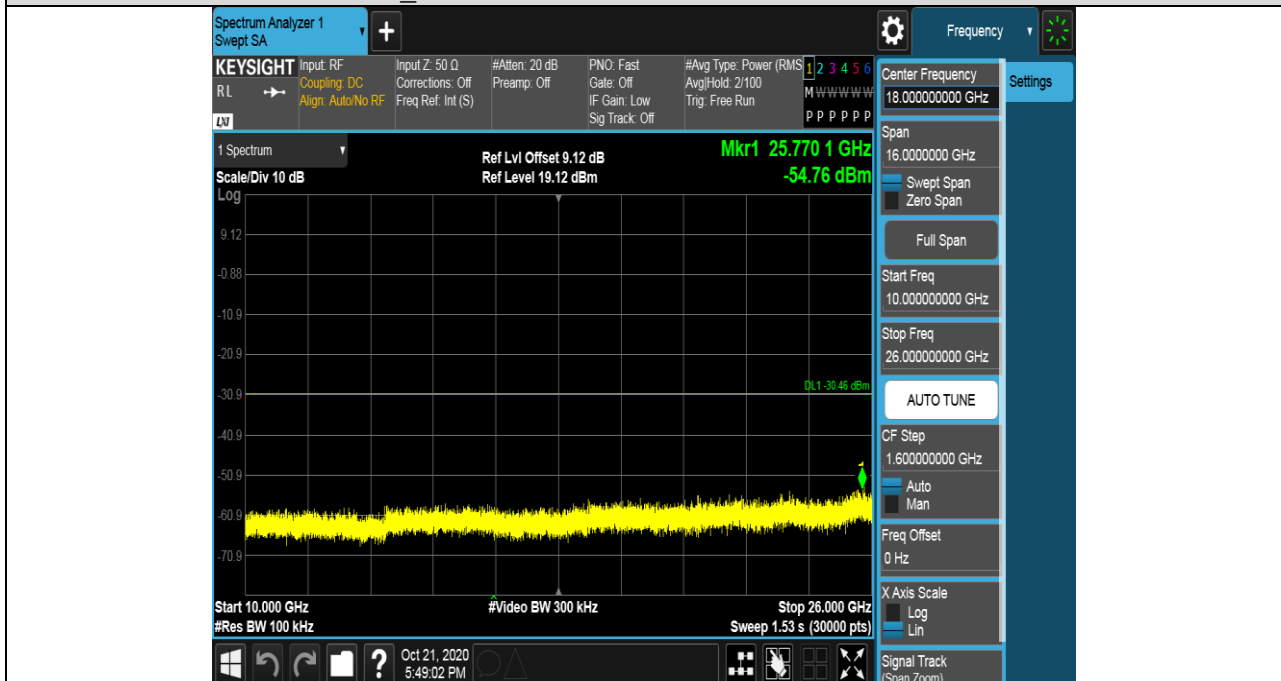 Spectrum Analyzer 1
Swept SA
+
Frequency
KEYSIGHT
RL
LXI
Input: RF
Coupling: DC
Align: Auto/No RF
Input Z: 50 Ω
Corrections: Off
Freq Ref: Int (S)
#Atten: 20 dB
Preamp: Off
PNO: Fast
Gate: Off
IF Gain: Low
Sig Track: Off
#Avg Type: Power (RMS
Avg|Hold: 2/100
Trig: Free Run
1 2 3 4 5 6
M W W W W W
P P P P P P
1 Spectrum
Scale/Div 10 dB
Log
Ref Lvl Offset 9.12 dB
Ref Level 19.12 dBm
Mkr1 25.770 1 GHz
-54.76 dBm
9.12
-0.88
-10.9
-20.9
-30.9
DL1 -30.46 dBm
-40.9
-50.9
1
-60.9
-70.9
Start 10.000 GHz
#Res BW 100 kHz
#Video BW 300 kHz
Stop 26.000 GHz
Sweep 1.53 s (30000 pts)
?
Oct 21, 2020
5:49:02 PM
Center Frequency
18.000000000 GHz
Span
16.0000000 GHz
Swept Span
Zero Span
Full Span
Start Freq
10.000000000 GHz
Stop Freq
26.000000000 GHz
AUTO TUNE
CF Step
1.600000000 GHz
Auto
Man
Freq Offset
0 Hz
X Axis Scale
Log
Lin
Signal Track
(Span Zoom)
Settings